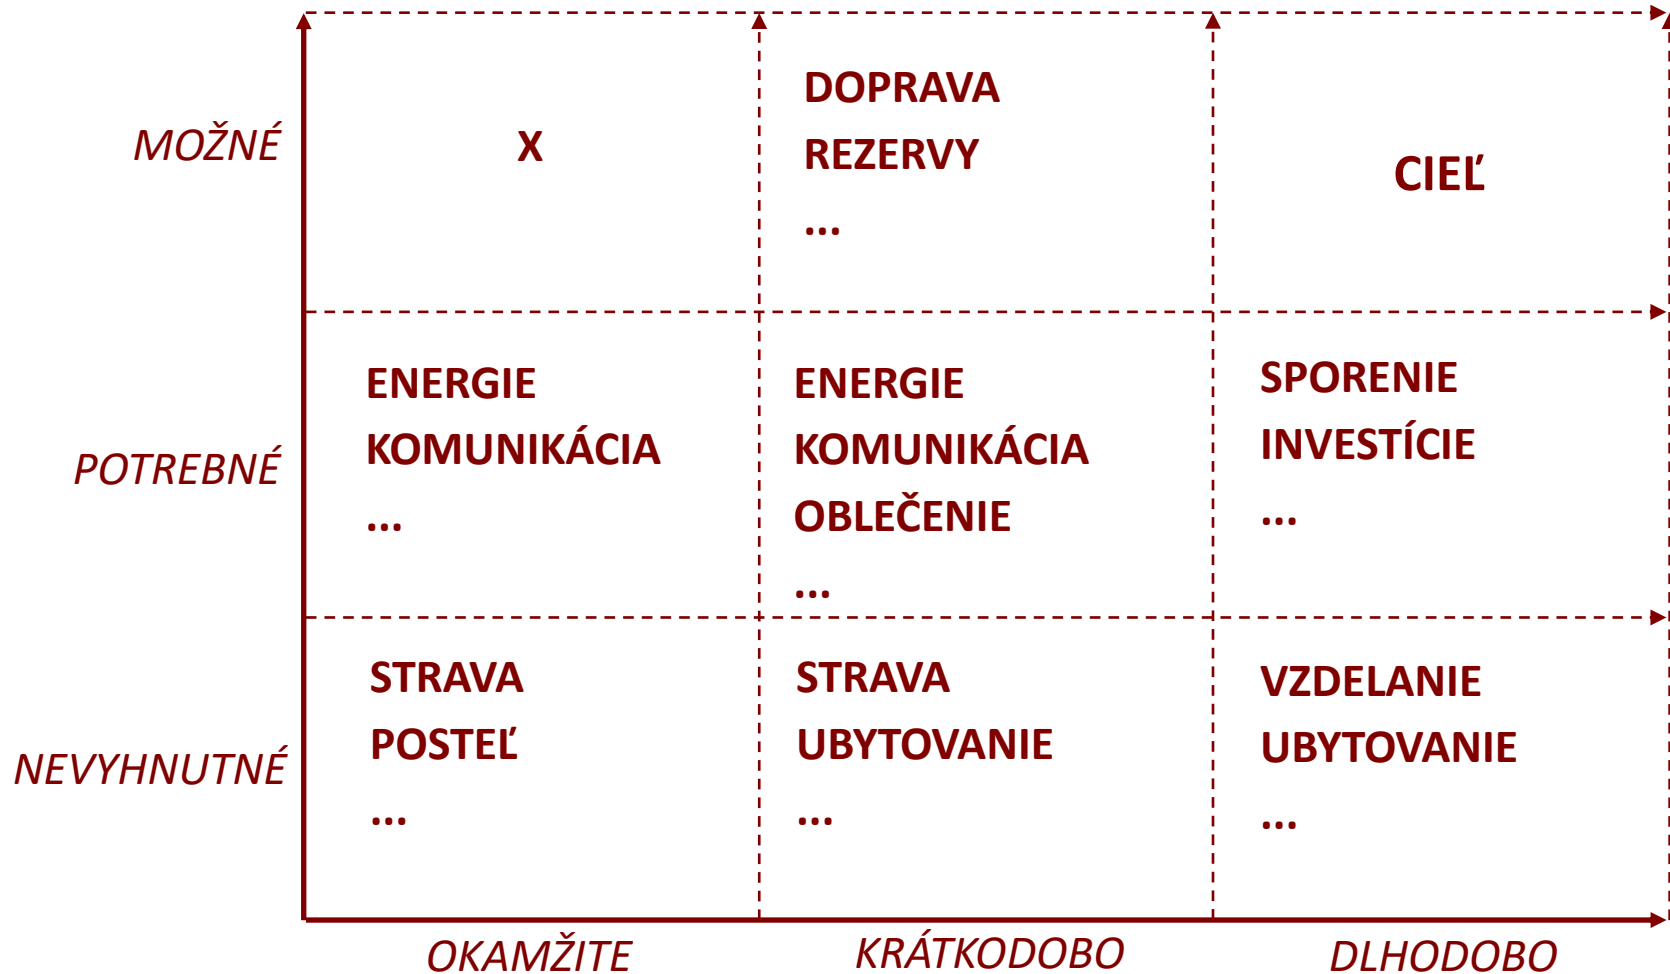 MOŽNÉ
X
DOPRAVA
REZERVY
...
CIEĽ
POTREBNÉ
ENERGIE
KOMUNIKÁCIA
...
ENERGIE
KOMUNIKÁCIA
OBLEČENIE
...
SPORENIE
INVESTÍCIE
...
NEVYHNUTNÉ
STRAVA
POSTEĽ
...
STRAVA
UBYTOVANIE
...
VZDELANIE
UBYTOVANIE
...
OKAMŽITE
KRÁTKODOBO
DLHODOBO